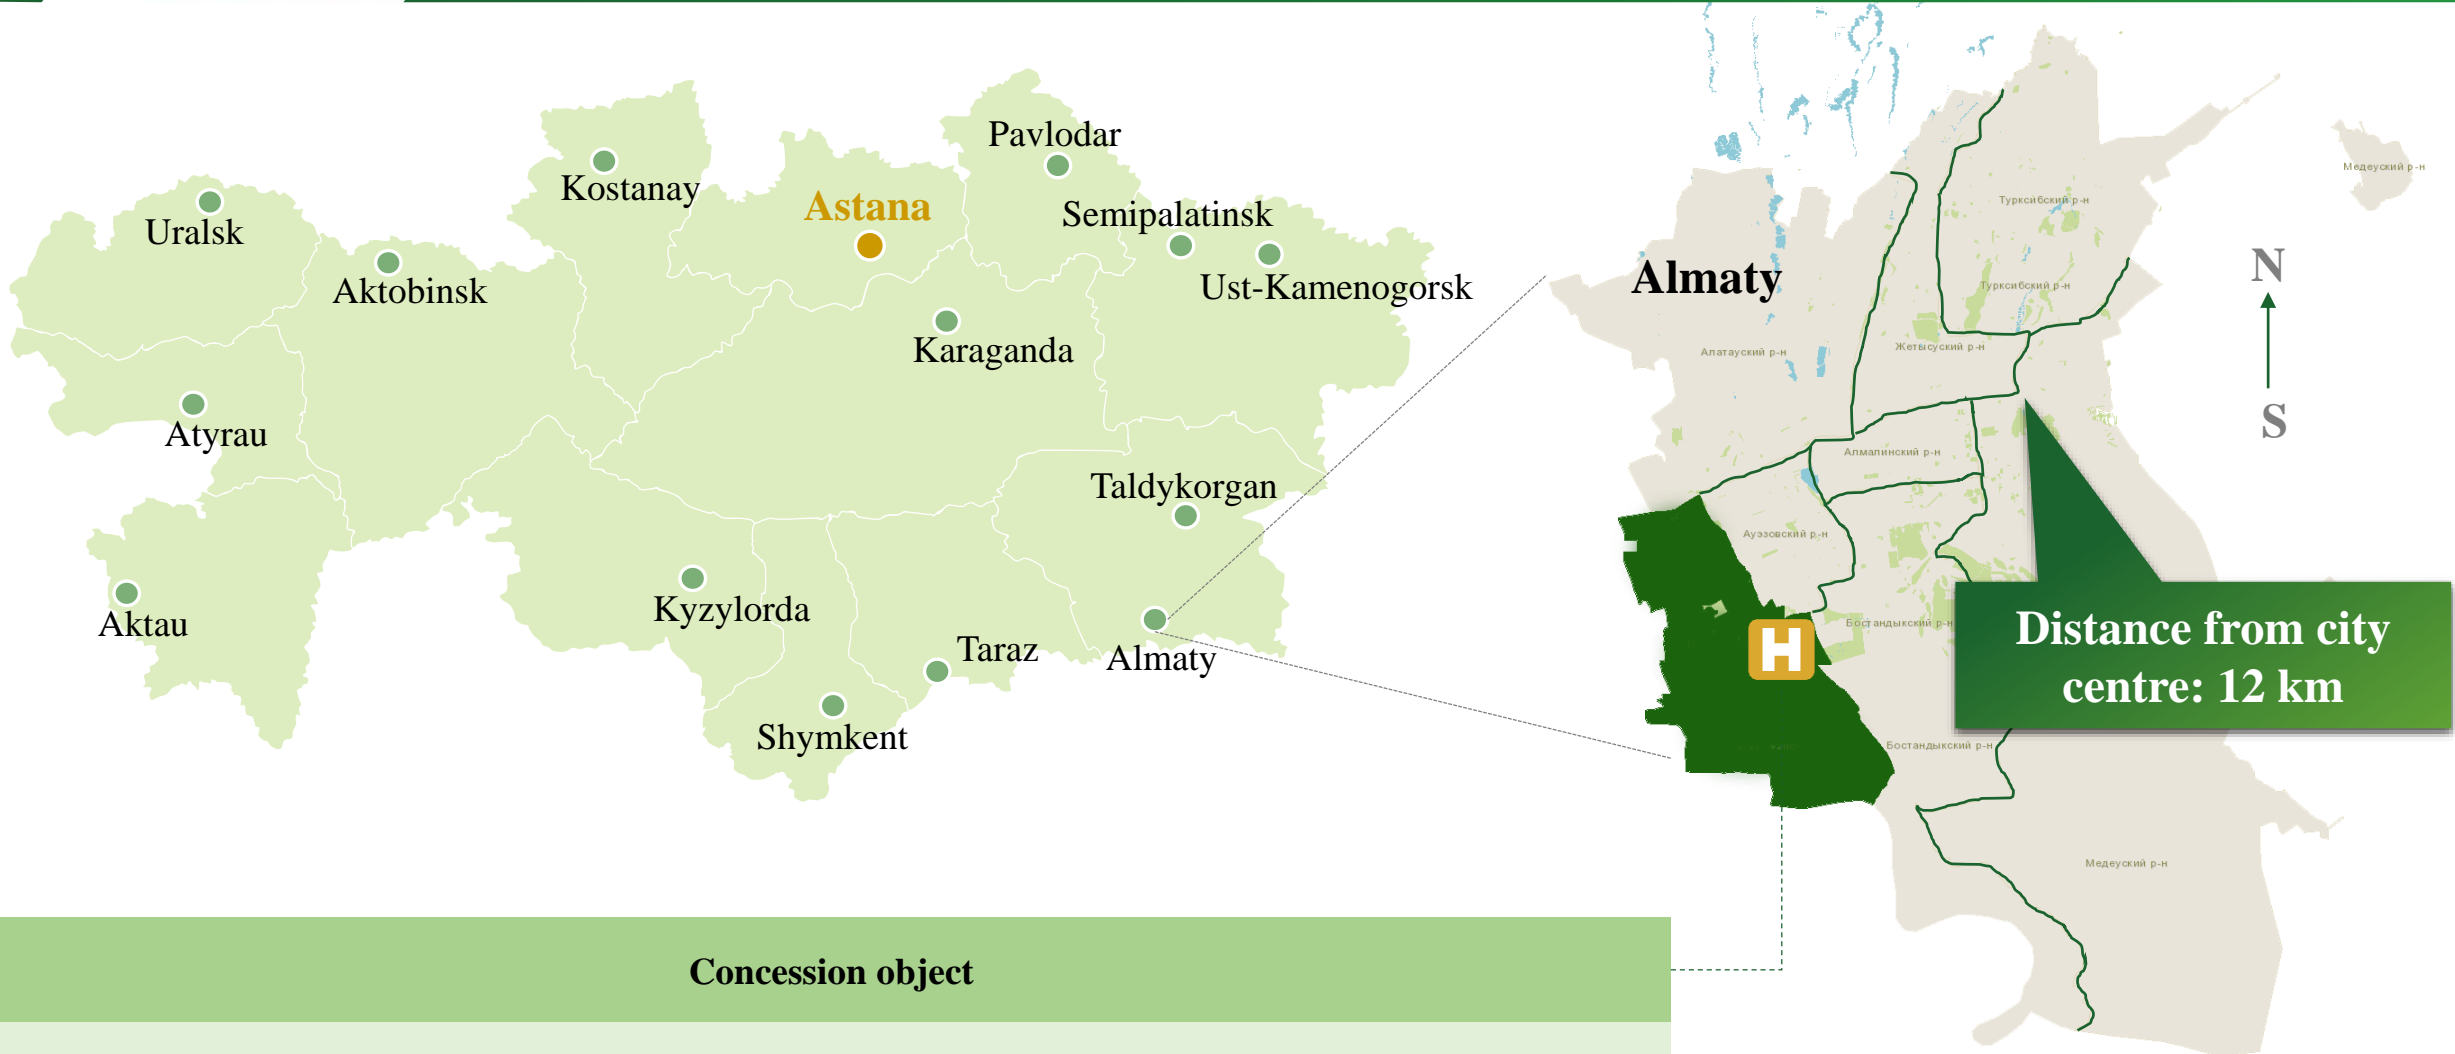 Pavlodar
Kostanay
Astana
Semipalatinsk
Uralsk
Aktobinsk
Ust-Kamenogorsk
Karaganda
Atyrau
Taldykorgan
Kyzylorda
Aktau
Taraz
Almaty
Shymkent
Almaty
Медеуский р-н
Турксибский р-н
Турксибский р-н
N
S
Алатауский р-н
Жетысуский р-н
Алмалинский р-н
Ауэзовский р-н
Бостандыкский р-н
H
Distance from city
centre: 12 km
Бостандыкский р-н
Медеуский р-н
Concession object